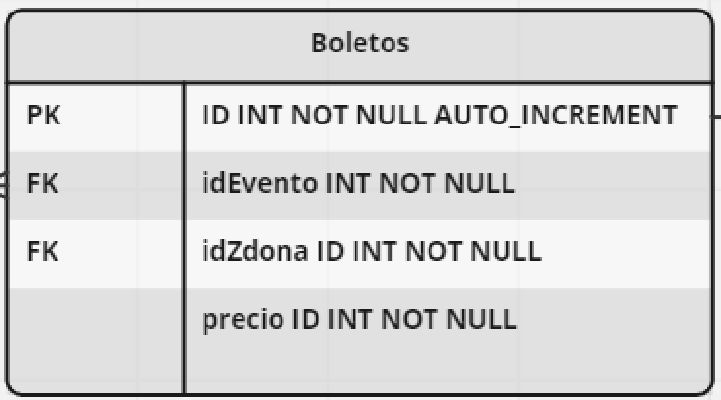 Boletos
PK ID INT NOT NULL AUTO_INCREMENT
FK idEvento INT NOT NULL
FK idZdona ID INT NOT NULL
precio ID INT NOT NULL